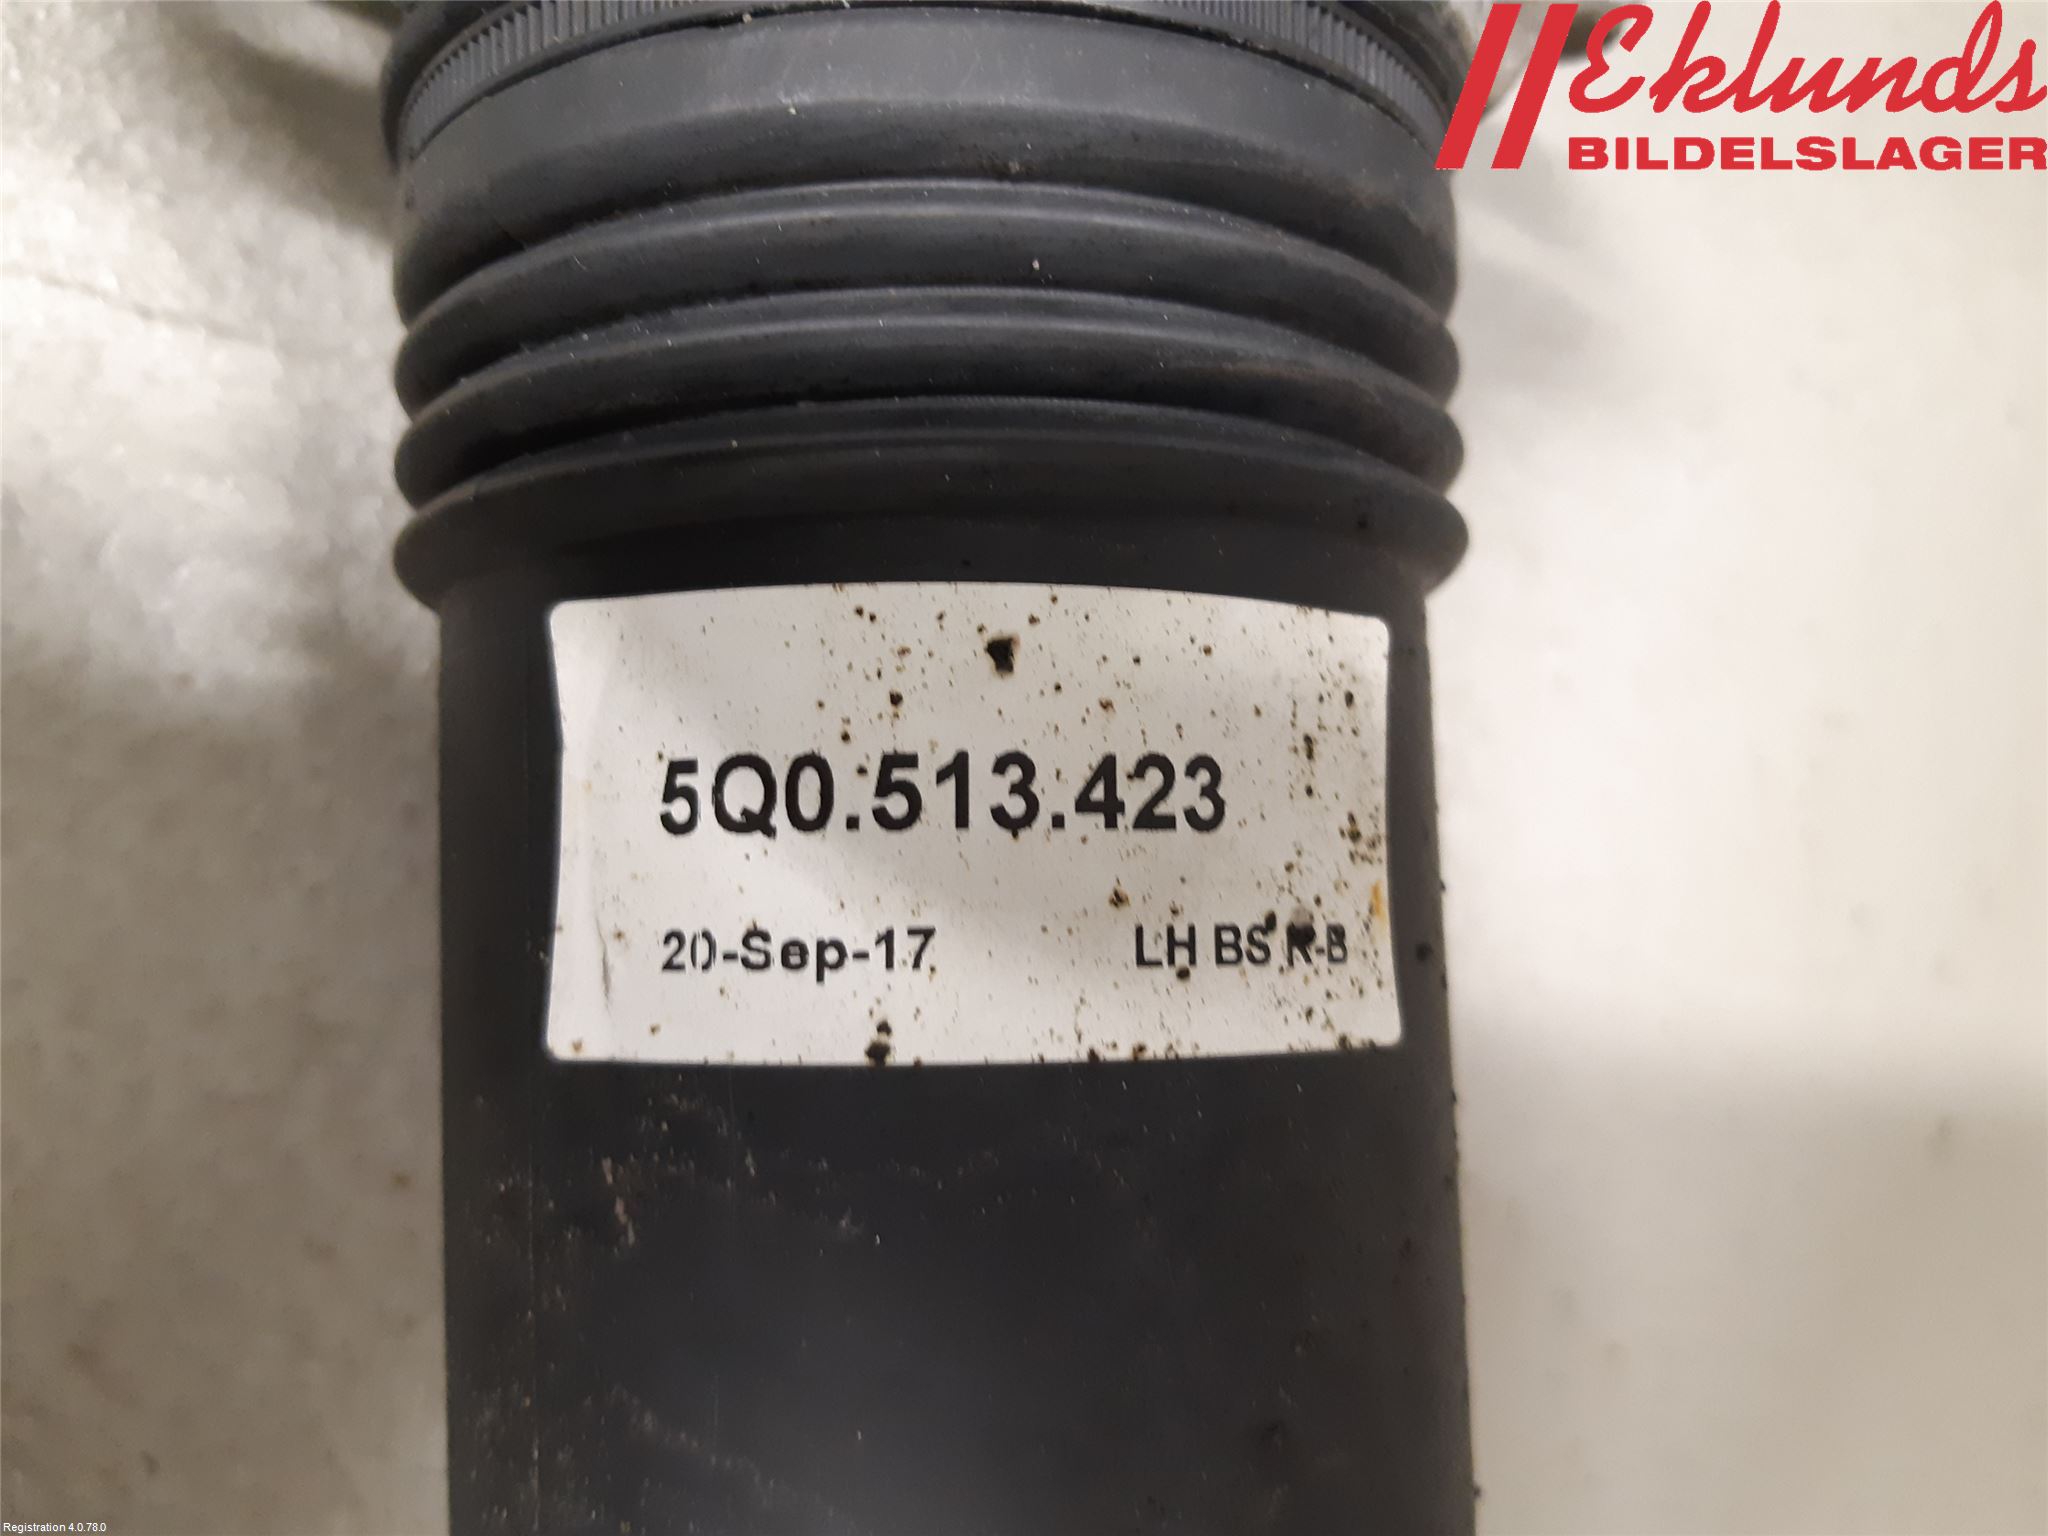 Eklunds
BILDELSLAGER
5Q0.513.423
20-Sep-17 LH BS R-B
Registration 4.0.78.0